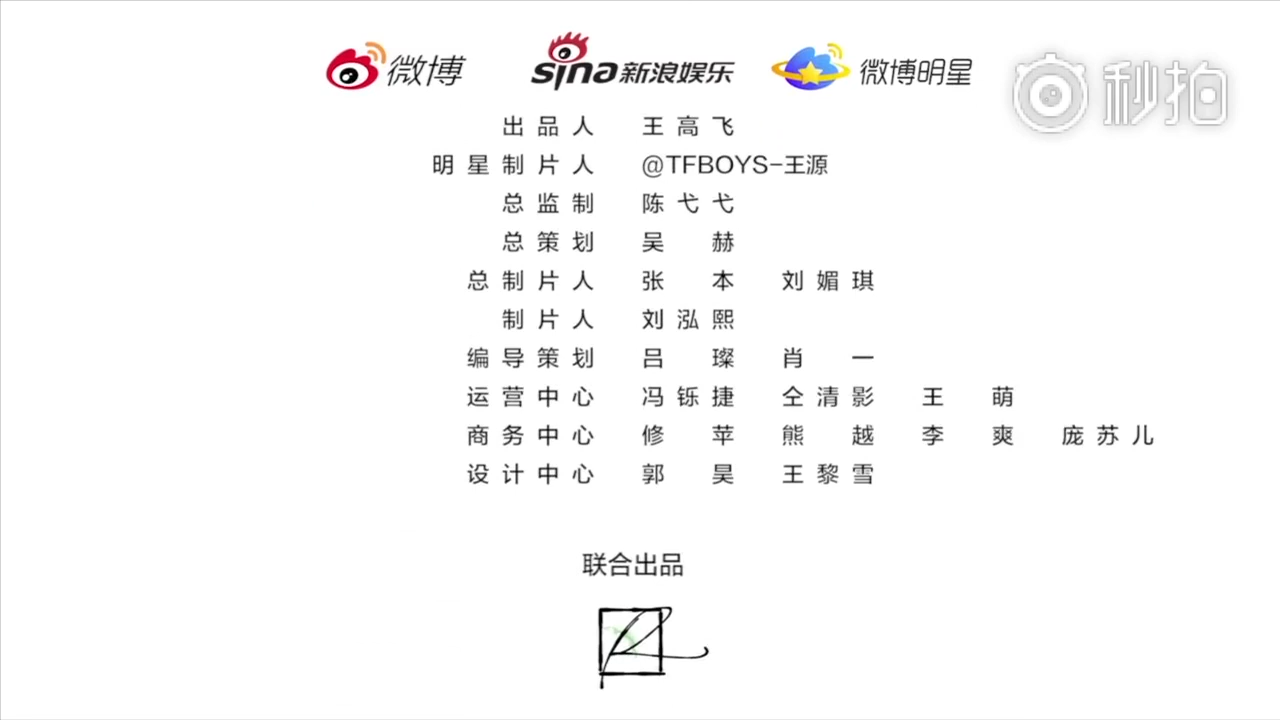 微博 sina新浪娱乐 微博明星 秒拍
出品人 王高飞
明星制片人 @TFBOYS-王源
总监制 陈弋弋
总策划 吴赫
总制片人 张本 刘媚琪
制片人 刘泓熙
编导策划 吕璨 肖一
运营中心 冯铄捷 仝清影 王萌
商务中心 修苹 熊越 李爽 庞苏儿
设计中心 郭昊 王黎雪
联合出品